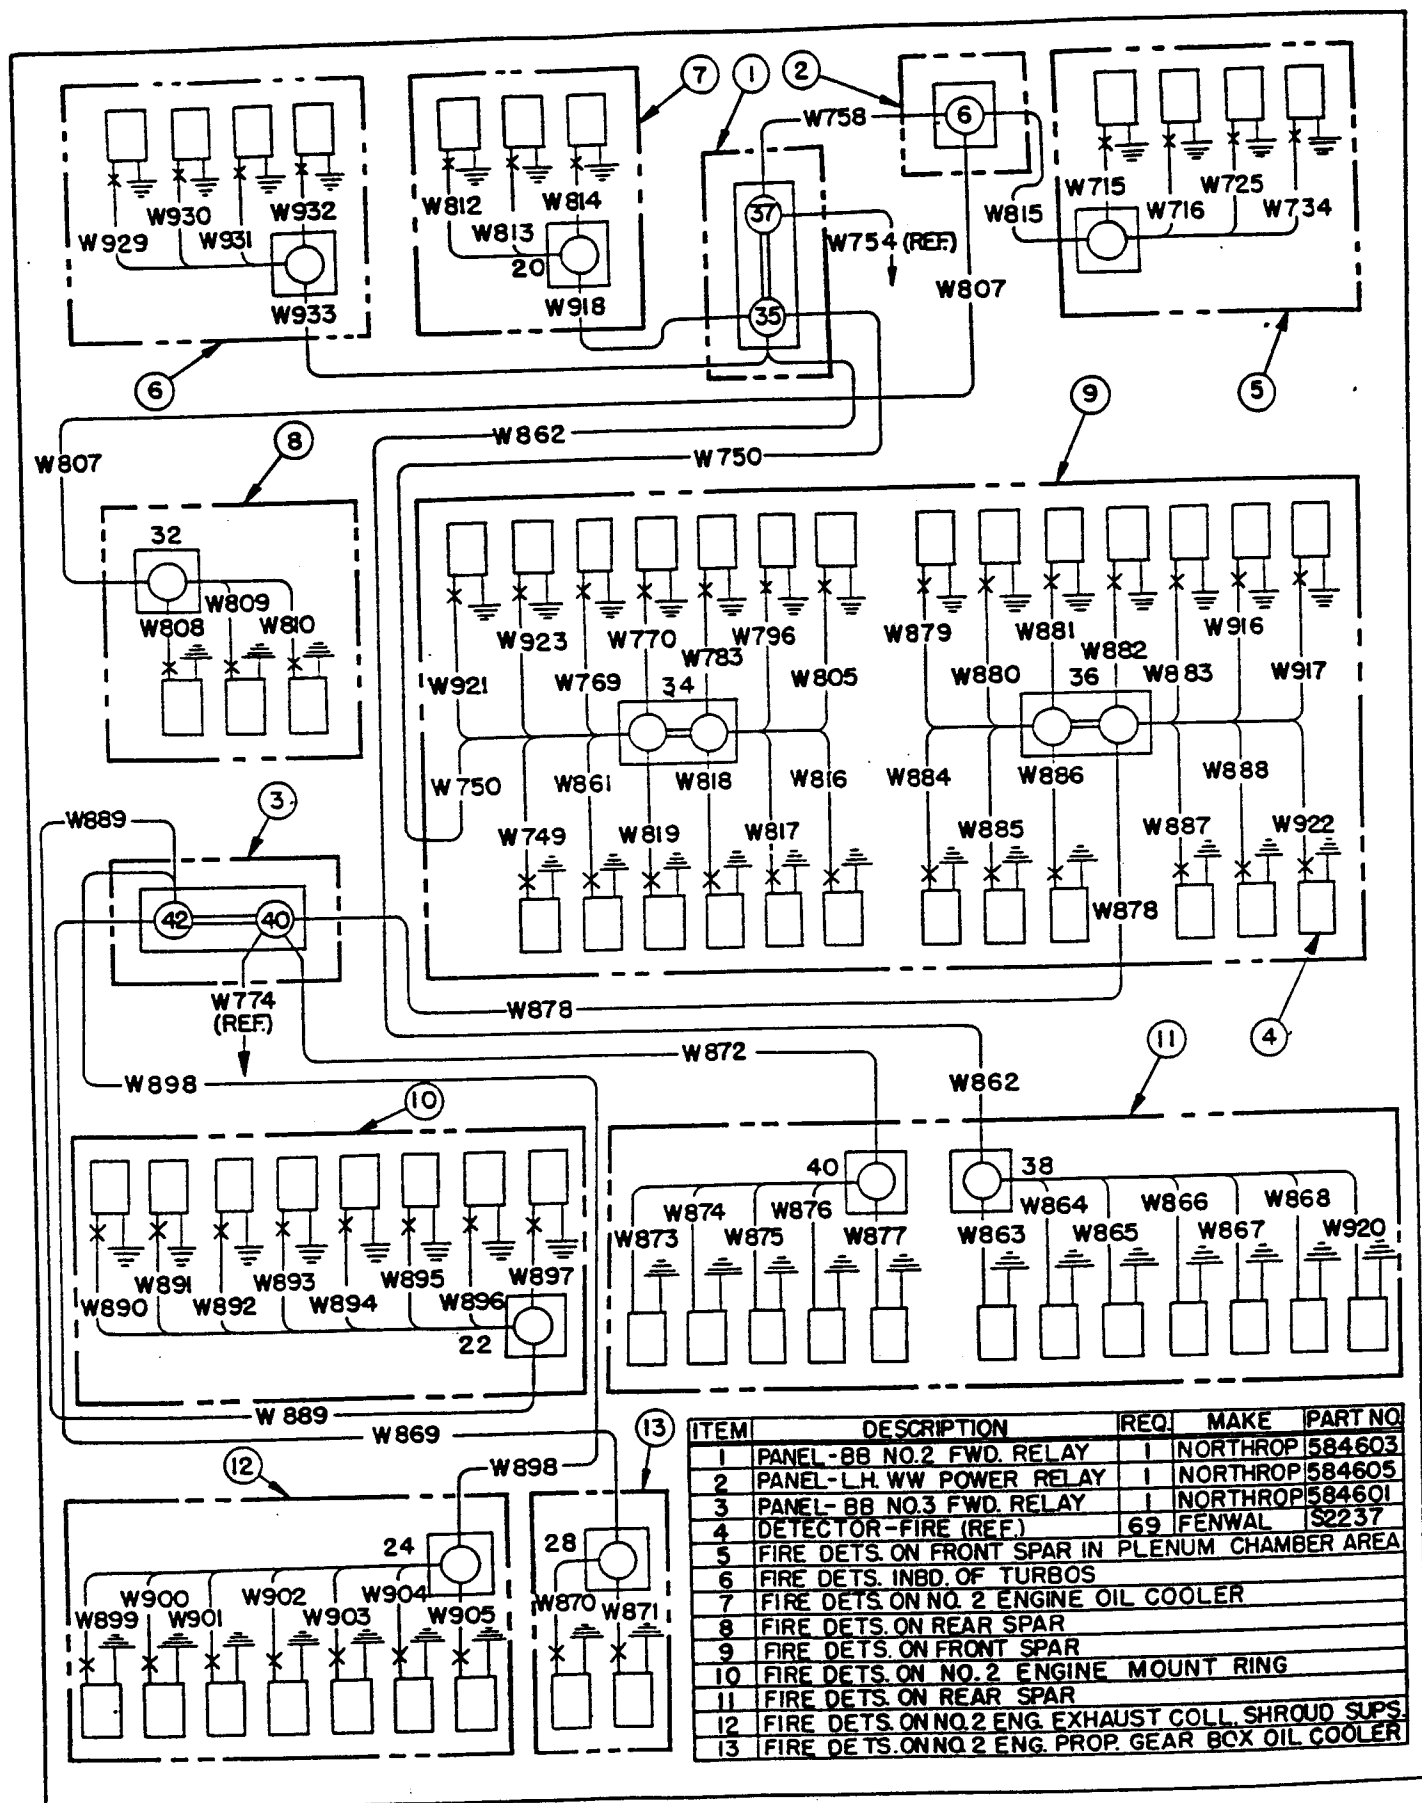 7
1
2
6
W758
W715
W716
W725
W734
W815
37
W754 (REF.)
W807
35
5
W929
W930
W931
W932
W933
6
W812
W813
W814
20
W918
W862
W750
9
W807
8
32
W808
W809
W810
W921
W923
W769
W770
W783
W796
W805
34
W750
W749
W861
W819
W818
W817
W816
W879
W880
W881
W882
W883
W916
W917
36
W884
W885
W886
W887
W888
W922
W878
4
W889
3
42
40
W774
(REF.)
W878
W872
W898
W862
11
10
W890
W891
W892
W893
W894
W895
W896
W897
22
40
W873
W874
W875
W876
W877
38
W863
W864
W865
W866
W867
W868
W920
W889
W869
13
12
W898
24
W899
W900
W901
W902
W903
W904
W905
28
W870
W871
ITEM DESCRIPTION REQ. MAKE PART NO
1 PANEL-BB NO.2 FWD. RELAY 1 NORTHROP 584603
2 PANEL-L.H. WW POWER RELAY 1 NORTHROP 584605
3 PANEL-BB NO.3 FWD. RELAY 1 NORTHROP 584601
4 DETECTOR-FIRE (REF.) 69 FENWAL S2237
5 FIRE DETS. ON FRONT SPAR IN PLENUM CHAMBER AREA
6 FIRE DETS. INBD. OF TURBOS
7 FIRE DETS. ON NO. 2 ENGINE OIL COOLER
8 FIRE DETS. ON REAR SPAR
9 FIRE DETS. ON FRONT SPAR
10 FIRE DETS. ON NO. 2 ENGINE MOUNT RING
11 FIRE DETS. ON REAR SPAR
12 FIRE DETS. ON NO. 2 ENG. EXHAUST COLL. SHROUD SUPS.
13 FIRE DETS. ON NO. 2 ENG. PROP. GEAR BOX OIL COOLER